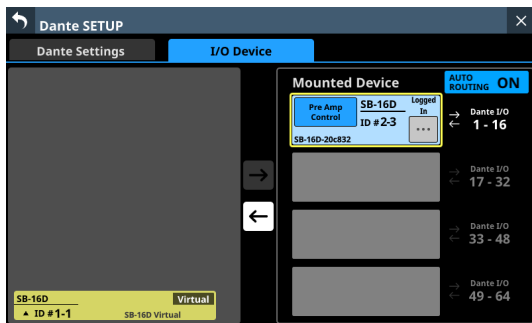 Dante SETUP
Dante Settings
I/O Device
Mounted Device
AUTO ROUTING ON
Pre Amp Control
SB-16D
ID # 2-3
Logged In
...
SB-16D-20c832
Dante I/O
1 - 16
Dante I/O
17 - 32
Dante I/O
33 - 48
Dante I/O
49 - 64
SB-16D
Virtual
ID # 1-1
SB-16D Virtual